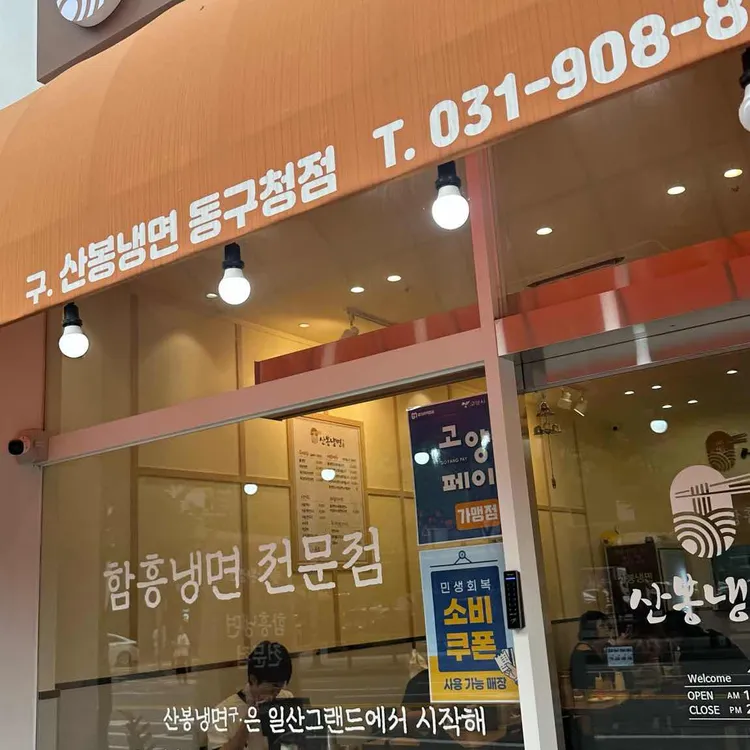 구. 산봉냉면 동구청점 T. 031-908-8
산봉냉면
고양
페이
가맹점
함흥냉면 전문점
민생회복
소비
쿠폰
사용 가능 매장
산봉냉
산봉냉면구.은 일산그랜드에서 시작해
Welcome
OPEN AM 1
CLOSE PM